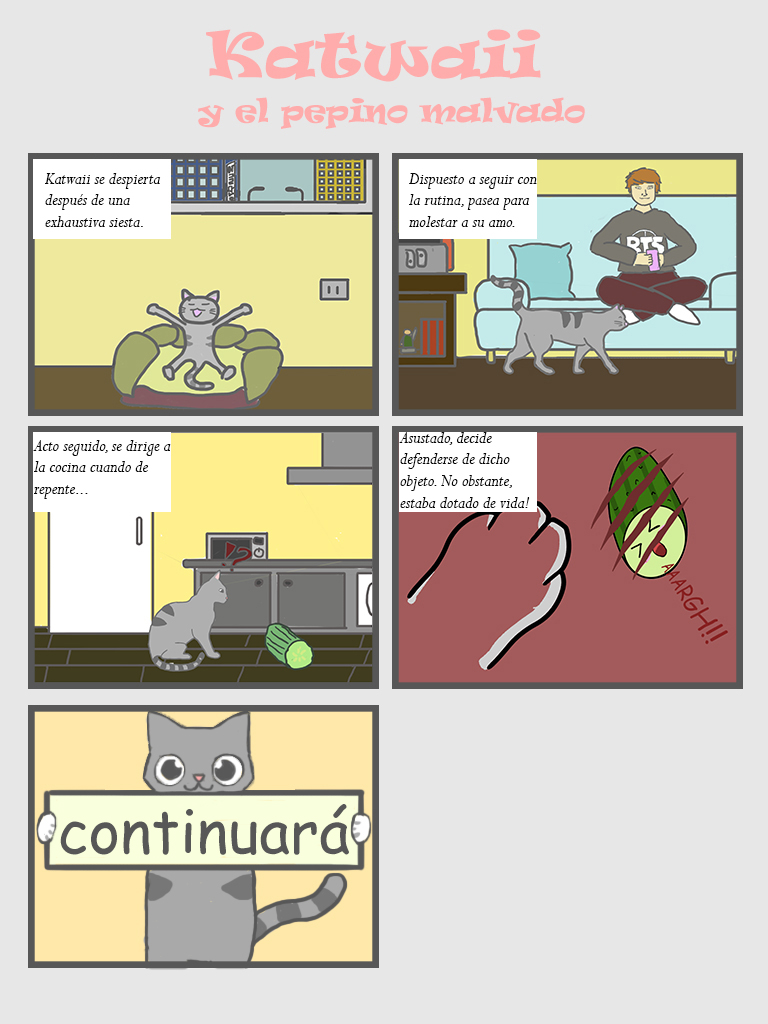 Katwaii
y el pepino malvado
Katwaii se despierta
después de una
exhaustiva siesta.
Dispuesto a seguir con
la rutina, pasea para
molestar a su amo.
BTS
Acto seguido, se dirige a
la cocina cuando de
repente...
!?
Asustado, decide
defenderse de dicho
objeto. No obstante,
estaba dotado de vida!
AAARGH!!!
continuará